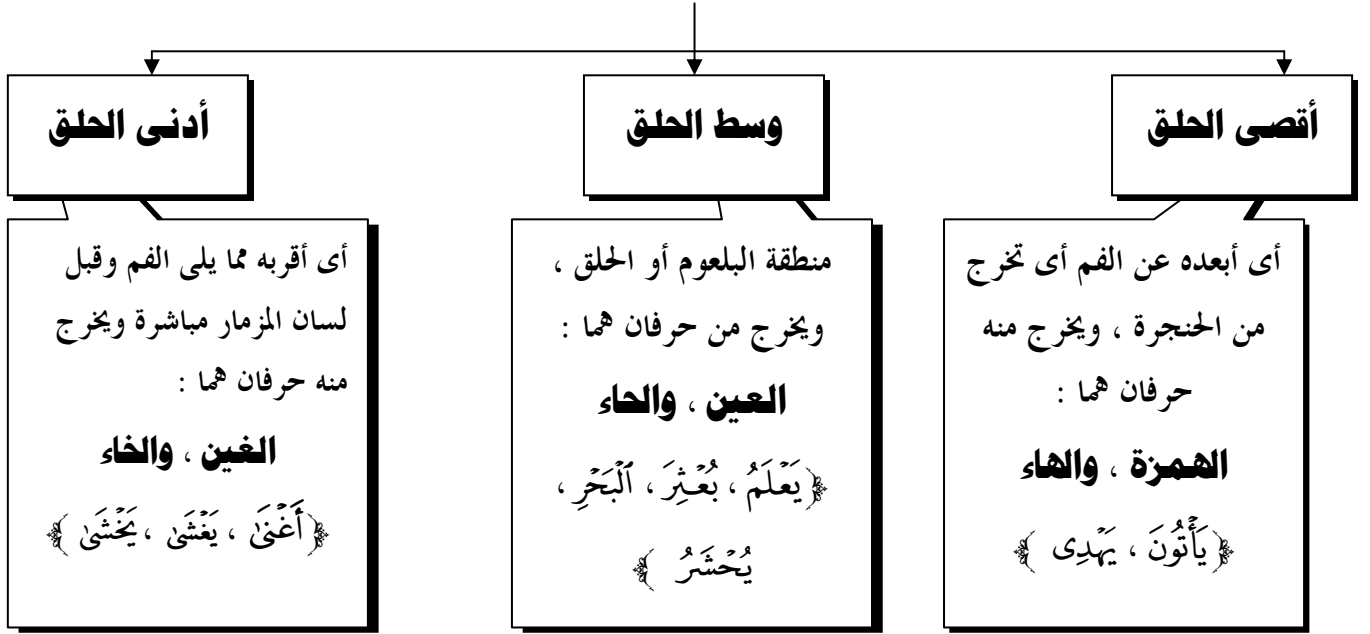 أقصى الحلق
أى أبعده عن الفم أى تخرج
من الحنجرة ، ويخرج منه
حرفان هما :
الهمزة ، والهاء
﴿يَأْتُونَ ، يَهْدِى ﴾
وسط الحلق
منطقة البلعوم أو الحلق ،
ويخرج من حرفان هما :
العين ، والحاء
﴿يَعْلَمُ ، بُعْثِرَ ، ٱلْبَحْرِ ،
يُحْشَرُ ﴾
أدنى الحلق
أى أقربه مما يلى الفم وقبل
لسان المزمار مباشرة ويخرج
منه حرفان هما :
الغين ، والخاء
﴿أَغْنَىٰ ، يَغْشَىٰ ، يَخْشَىٰ ﴾